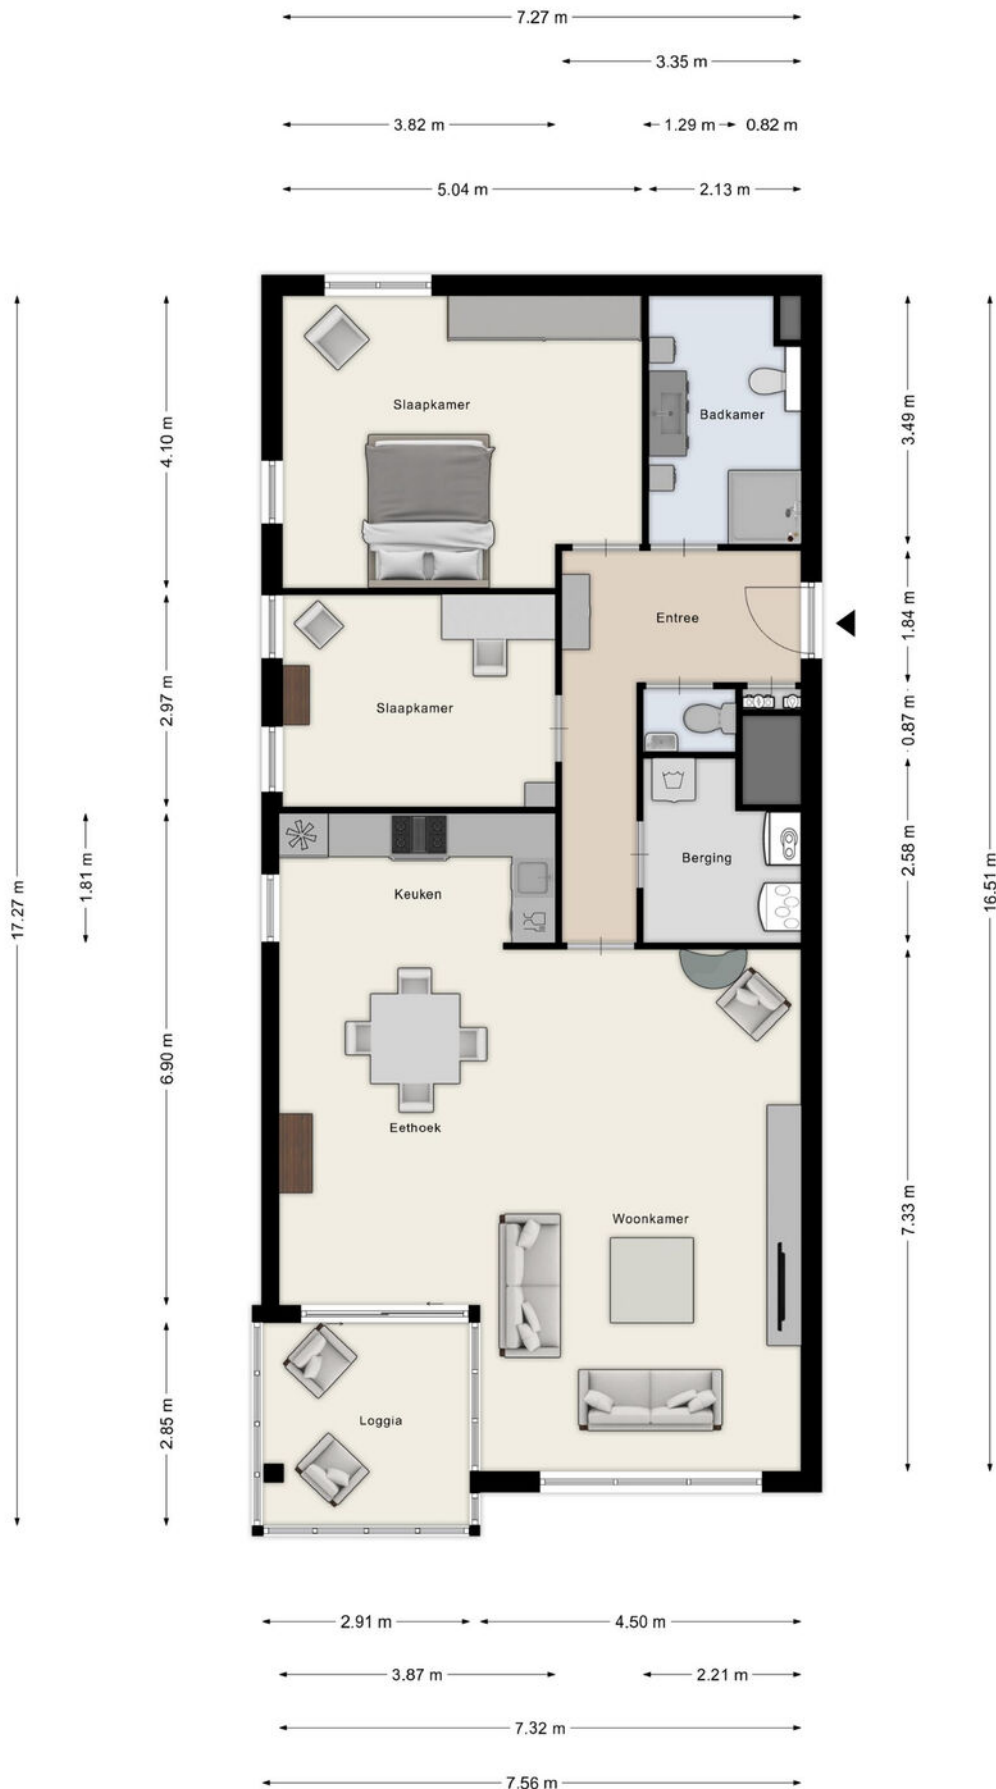 7.27 m
3.35 m
3.82 m
1.29 m
0.82 m
5.04 m
2.13 m
Slaapkamer
Badkamer
4.10 m
3.49 m
Entree
1.84 m
Slaapkamer
2.97 m
0.87 m
Berging
2.58 m
Keuken
1.81 m
17.27 m
16.51 m
6.90 m
Eethoek
Woonkamer
7.33 m
Loggia
2.85 m
2.91 m
4.50 m
3.87 m
2.21 m
7.32 m
7.56 m